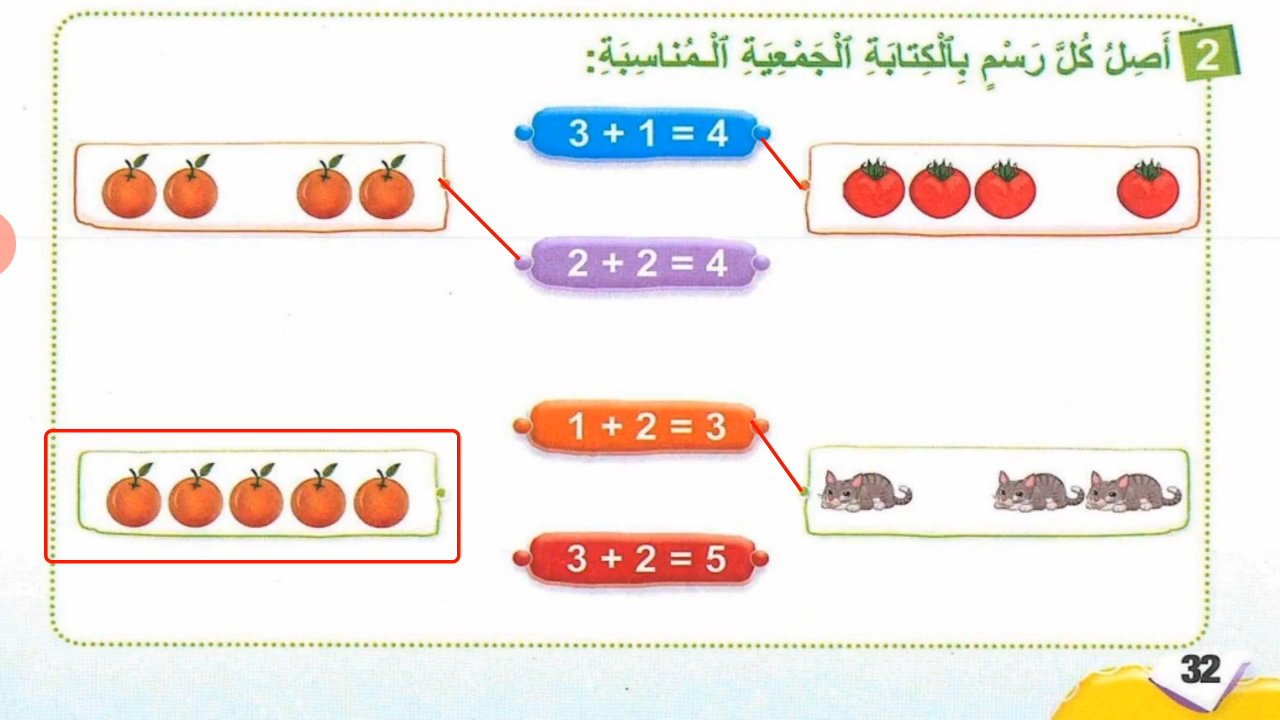 2 أَصِلُ كُلَّ رَسْمٍ بِٱلْكِتابَةِ ٱلْجَمْعِيَةِ ٱلْمُناسِبَةِ:
3 + 1 = 4
2 + 2 = 4
1 + 2 = 3
3 + 2 = 5
32